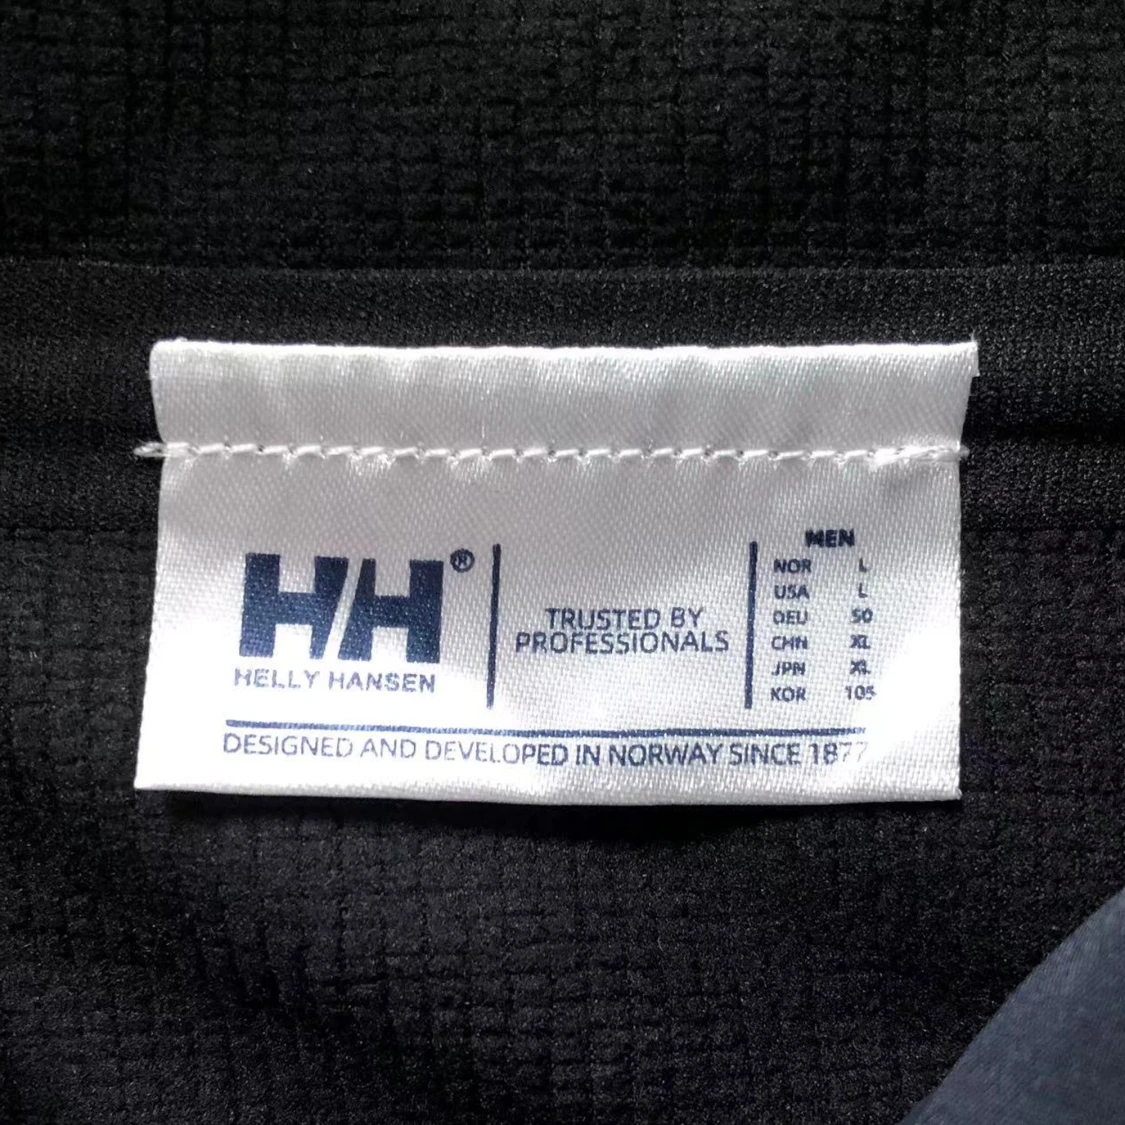 HH®
HELLY HANSEN
TRUSTED BY
PROFESSIONALS
MEN
NOR L
USA L
DEU 50
CHN XL
JPN XL
KOR 105
DESIGNED AND DEVELOPED IN NORWAY SINCE 1877